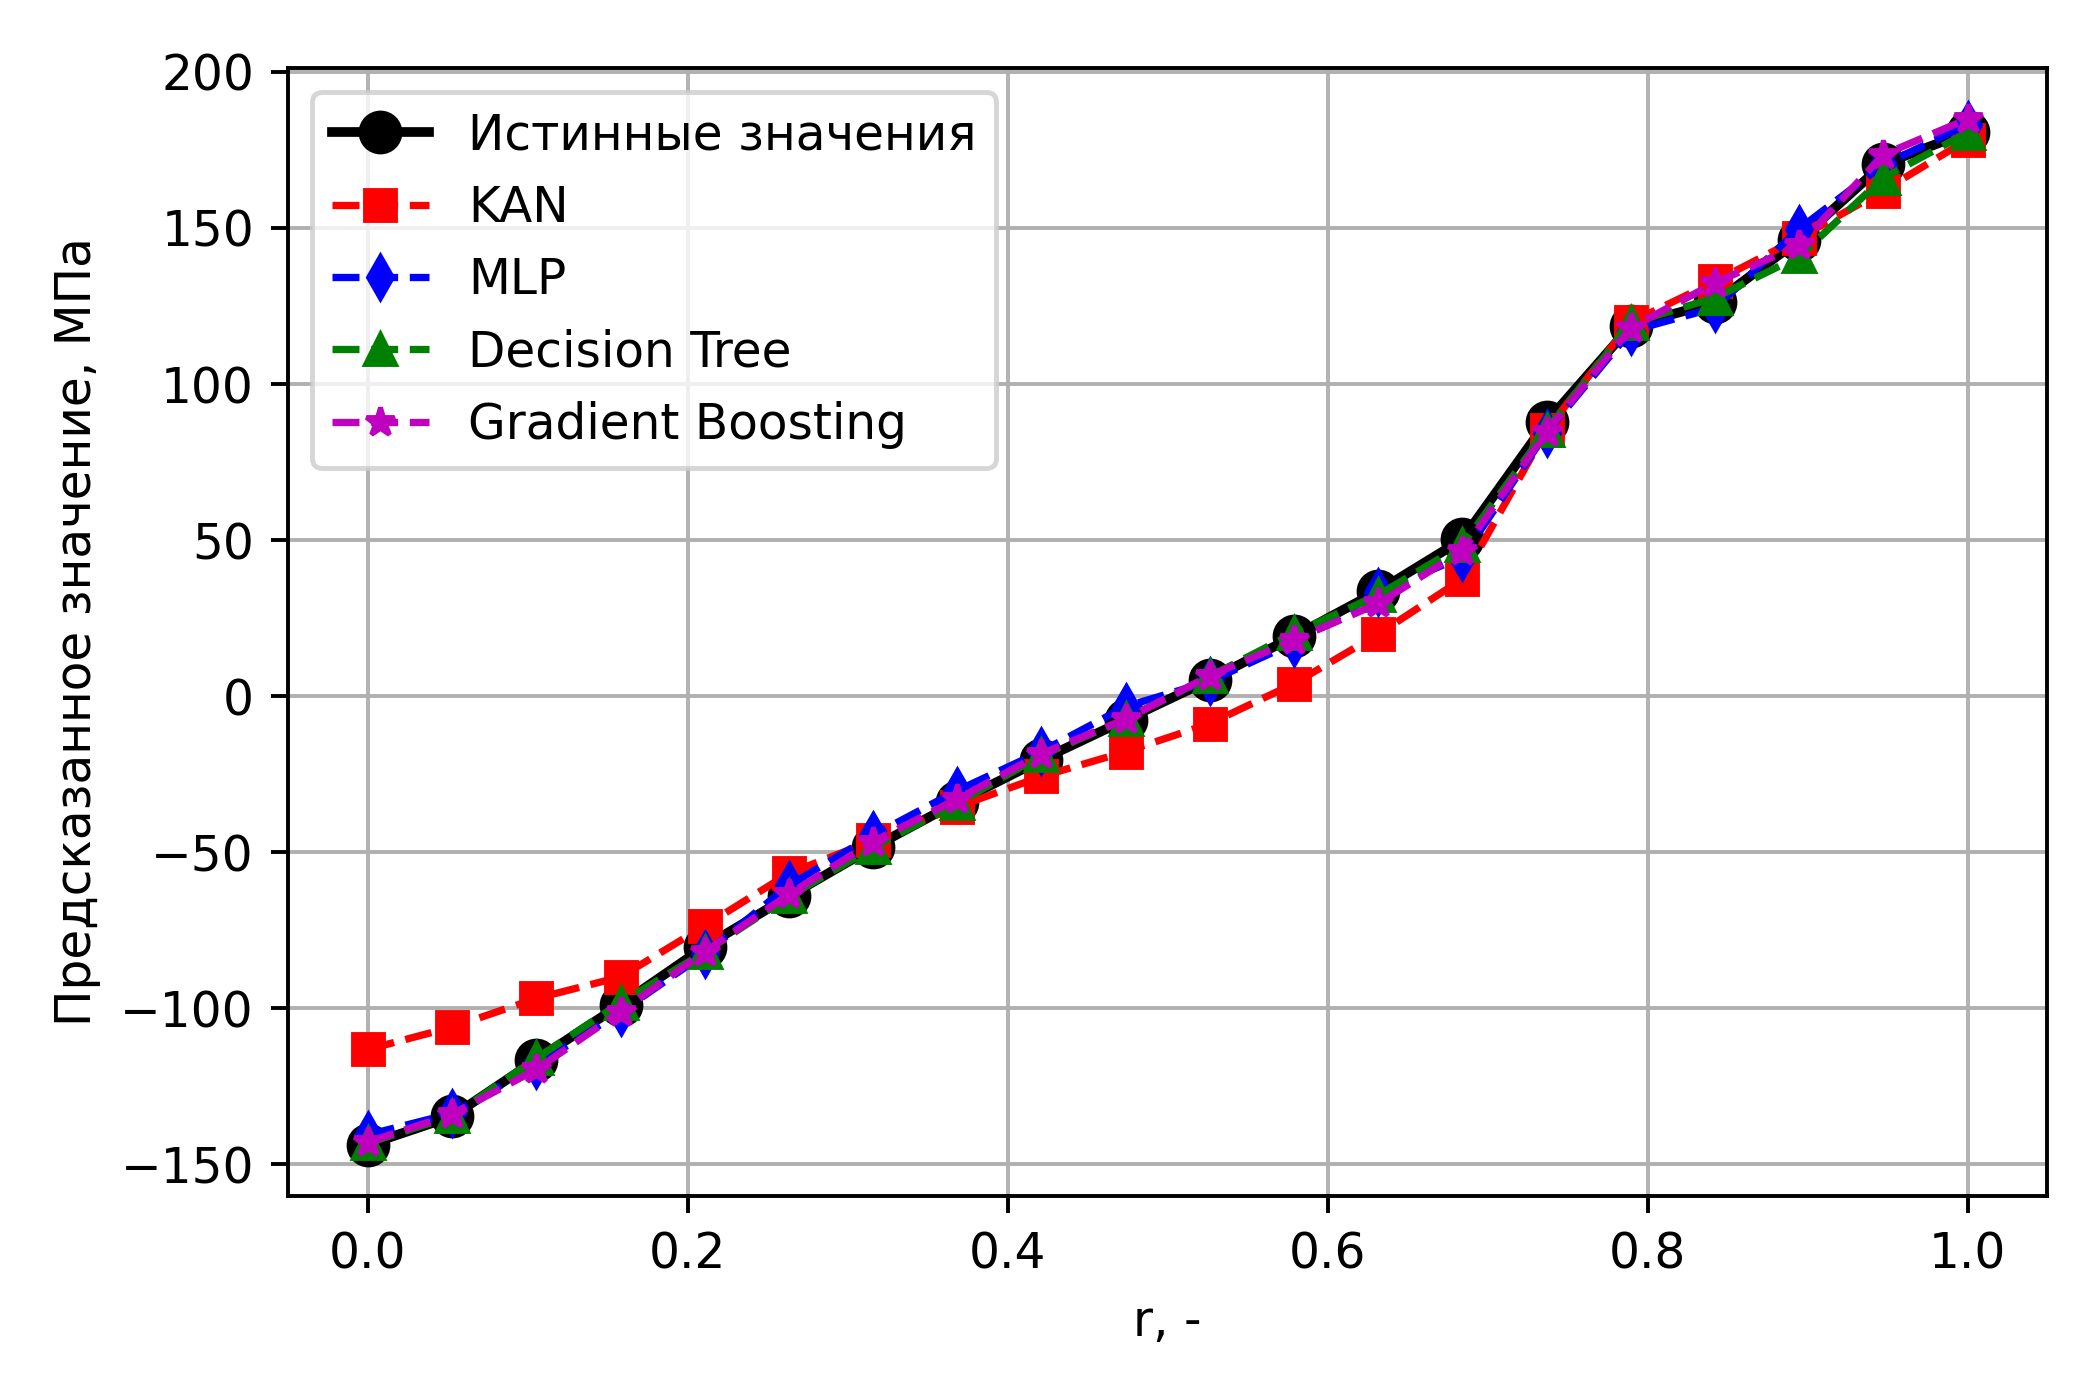 Предсказанное значение, МПа
200
150
100
50
0
−50
−100
−150
Истинные значения
KAN
MLP
Decision Tree
Gradient Boosting
0.0 0.2 0.4 0.6 0.8 1.0
r, -